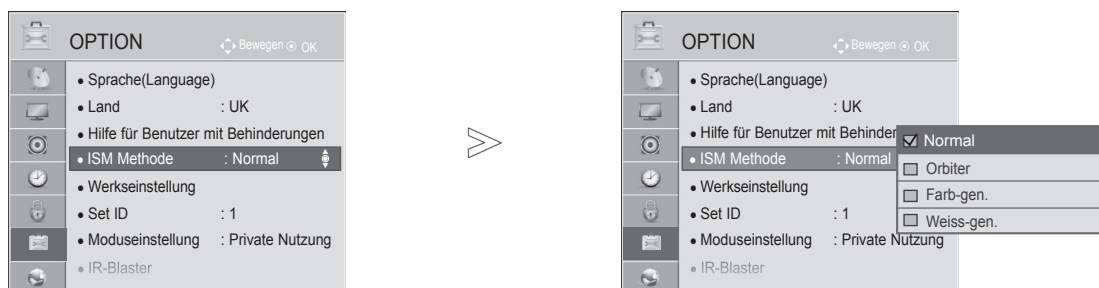 OPTION
Bewegen OK
• Sprache(Language)
• Land : UK
• Hilfe für Benutzer mit Behinderungen
• ISM Methode : Normal
• Werkseinstellung
• Set ID : 1
• Moduseinstellung : Private Nutzung
• IR-Blaster
OPTION
Bewegen OK
• Sprache(Language)
• Land : UK
• Hilfe für Benutzer mit Behinder
• ISM Methode : Normal
• Werkseinstellung
• Set ID : 1
• Moduseinstellung : Private Nutzung
• IR-Blaster
Normal
Orbiter
Farb-gen.
Weiss-gen.